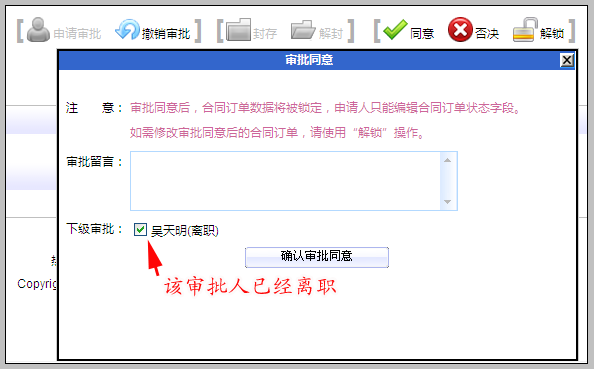 [申请审批 撤销审批] [封存 解封] [同意 否决 解锁]
审批同意
注 意： 审批同意后，合同订单数据将被锁定，申请人只能编辑合同订单状态字段。
如需修改审批同意后的合同订单，请使用“解锁”操作。
审批留言：
下级审批： 吴天明(离职)
确认审批同意
该审批人已经离职
Copyrig